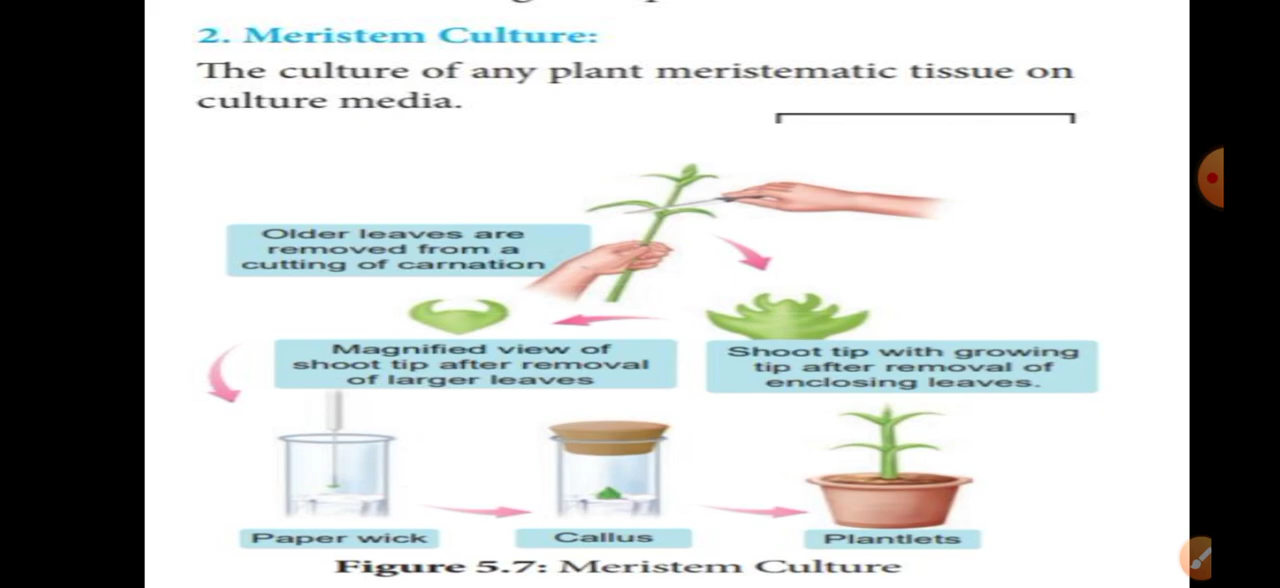 2. Meristem Culture:
The culture of any plant meristematic tissue on
culture media.
Older leaves are
removed from a
cutting of carnation
Magnified view of
shoot tip after removal
of larger leaves
Shoot tip with growing
tip after removal of
enclosing leaves.
Paper wick
Callus
Plantlets
Figure 5.7: Meristem Culture